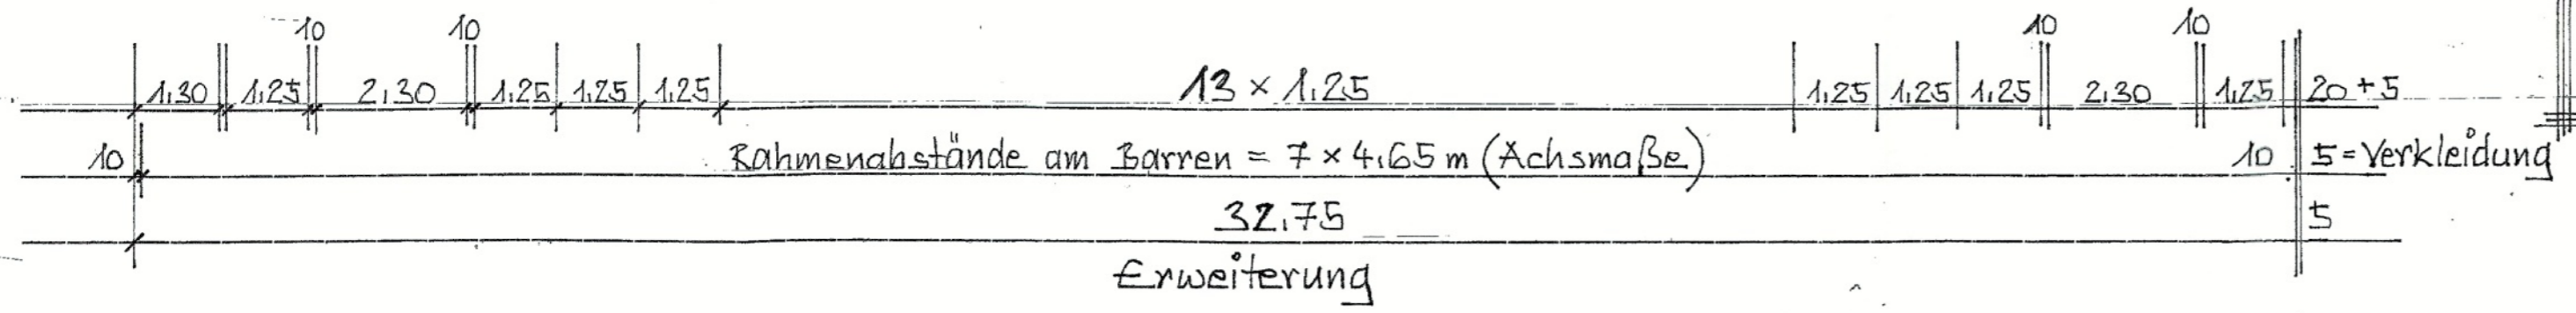 10 10 10 10
1,30 1,25 2,30 1,25 1,25 1,25 13 × 1,25 1,25 1,25 1,25 2,30 1,25 20 + 5
10 Rahmenabstände am Barren = 7 × 4,65 m (Achsmaße) 10 5 = Verkleidung
32,75 5
Erweiterung